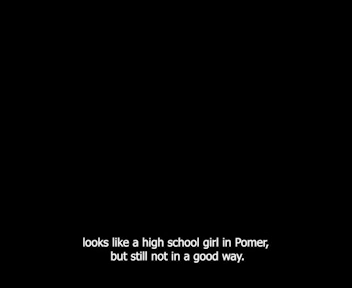 looks like a high school girl in Pomer,
but still not in a good way.